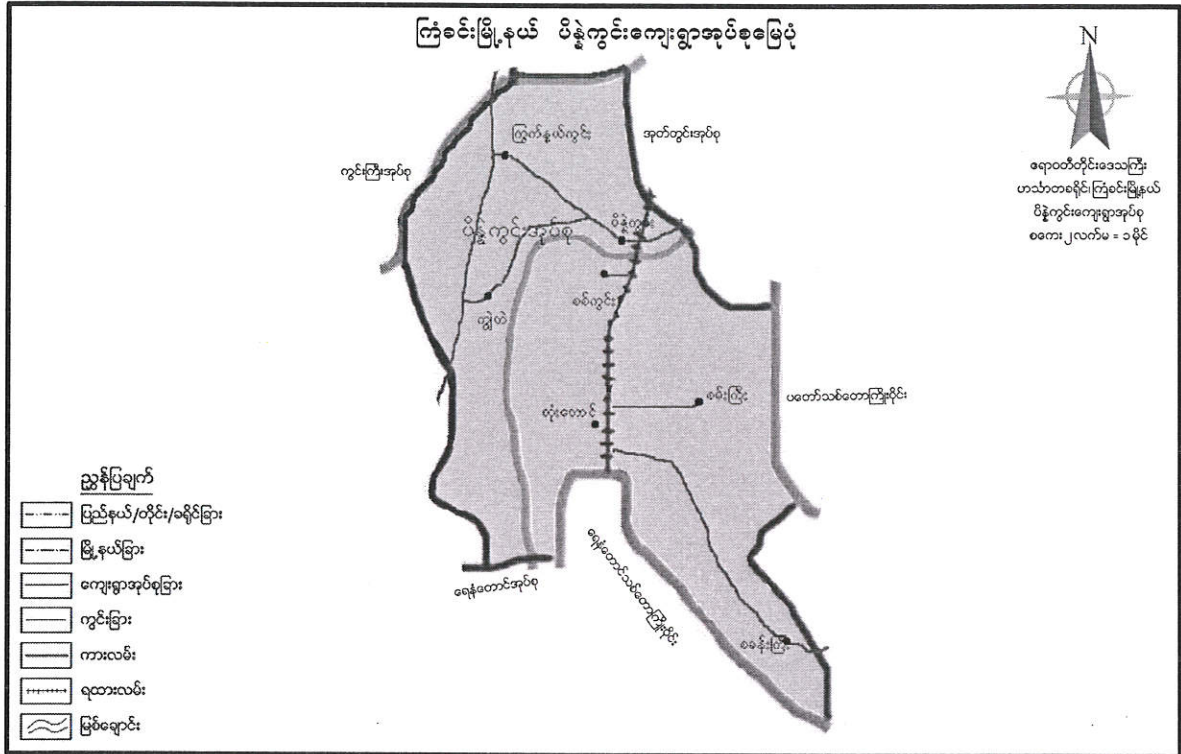 ကြံခင်းမြို့နယ် ပိန္နဲကွင်းကျေးရွာအုပ်စုမြေပုံ
N
ဧရာဝတီတိုင်းဒေသကြီး
ဟင်္သာတခရိုင်၊ကြံခင်းမြို့နယ်
ပိန္နဲကွင်းကျေးရွာအုပ်စု
စကေး၂လက်မ = ၁မိုင်
ကြွက်နွယ်ကွင်း
အုတ်တွင်းအုပ်စု
ကွင်းကြီးအုပ်စု
ပိန္နဲကွင်း
ပိန္နဲကွင်းအုပ်စု
စစ်ကွင်း
ကျွဲတဲ
စမ်းကြီး
ပတော်သစ်တောကြိုးဝိုင်း
တုံးတောင်
ရေနံတောင်အုပ်စု
ရေနံတောင်သစ်တောကြိုးဝိုင်း
စခန်းကြီး
ညွှန်ပြချက်
ပြည်နယ်/တိုင်း/ခရိုင်ခြား
မြို့နယ်ခြား
ကျေးရွာအုပ်စုခြား
ကွင်းခြား
ကားလမ်း
ရထားလမ်း
မြစ်ချောင်း